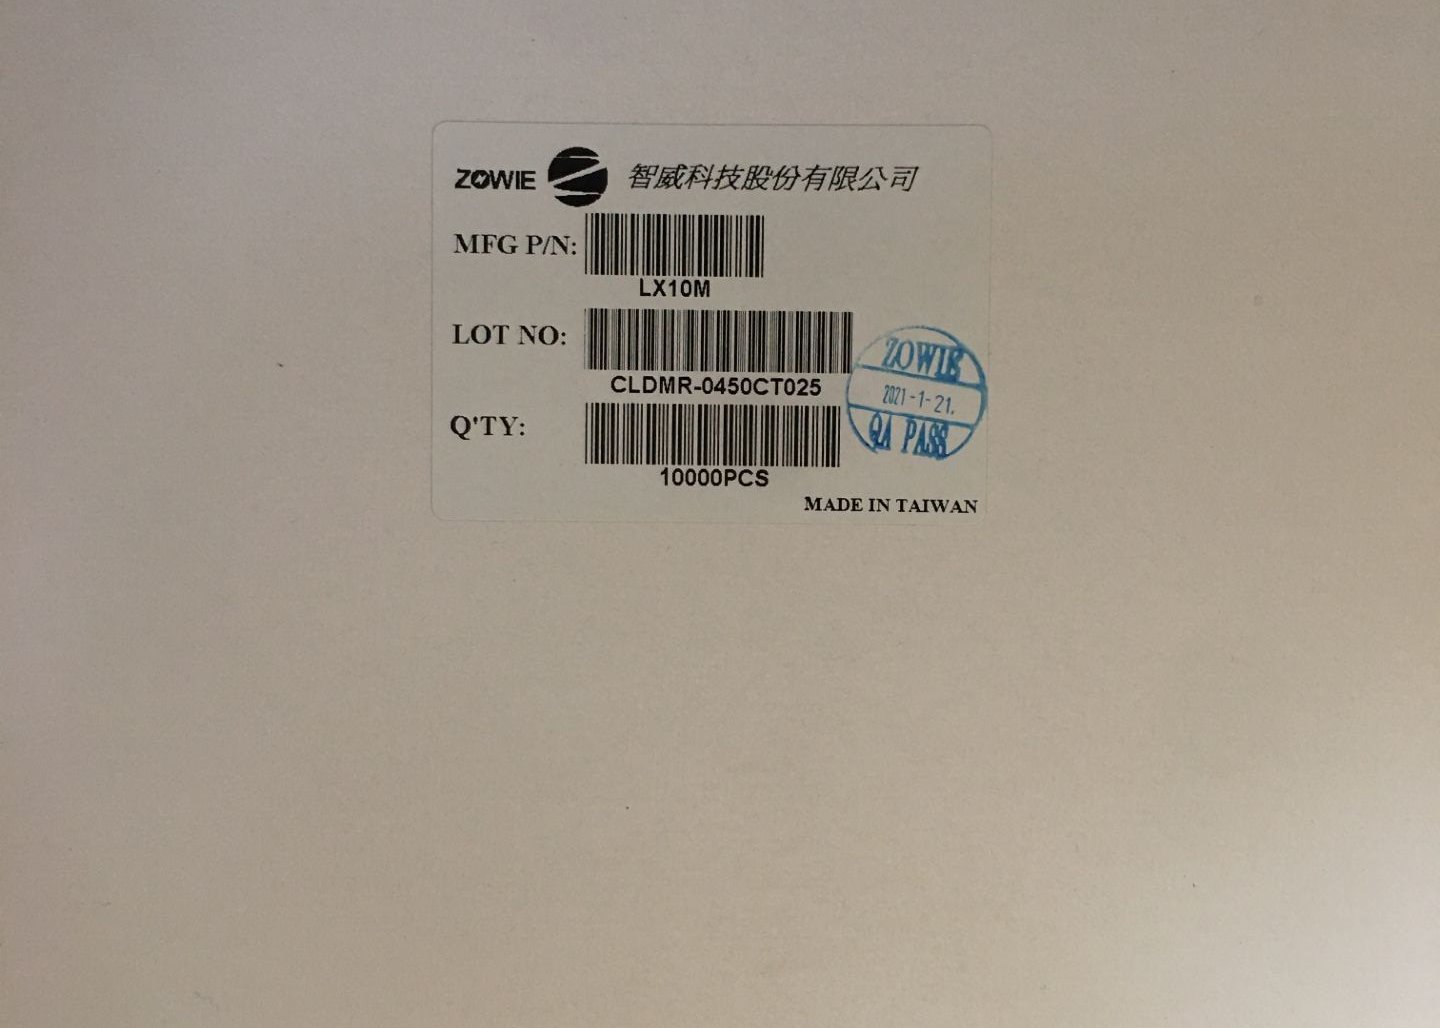 ZOWIE 智威科技股份有限公司
MFG P/N:
LX10M
LOT NO:
CLDMR-0450CT025
Q'TY:
10000PCS
ZOWIE
2021-1-21.
QA PASS
MADE IN TAIWAN